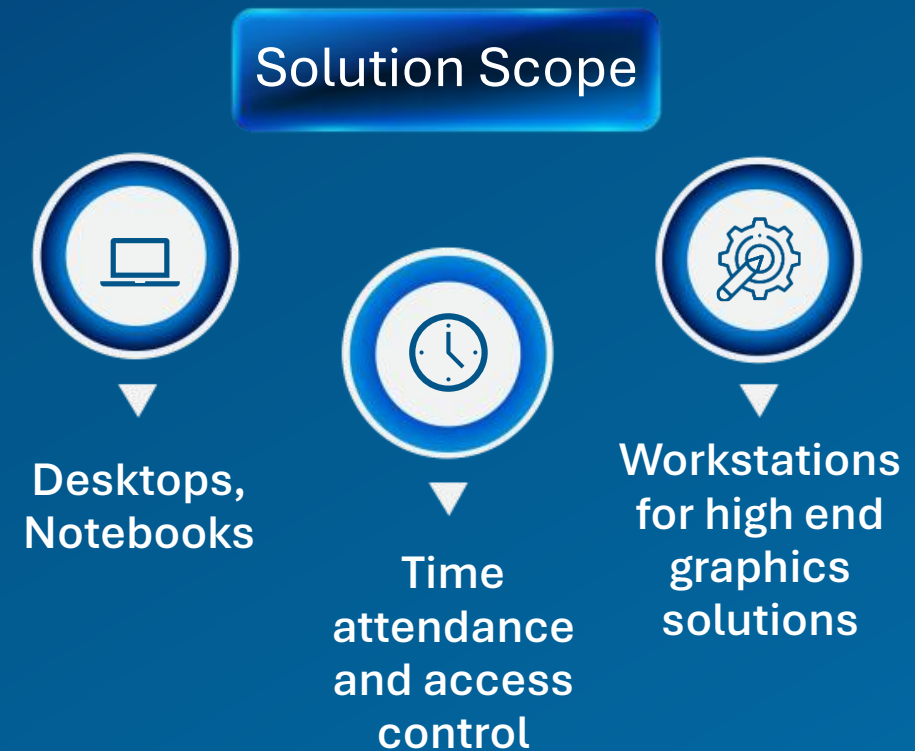 Solution Scope
Desktops,
Notebooks
Time
attendance
and access
control
Workstations
for high end
graphics
solutions